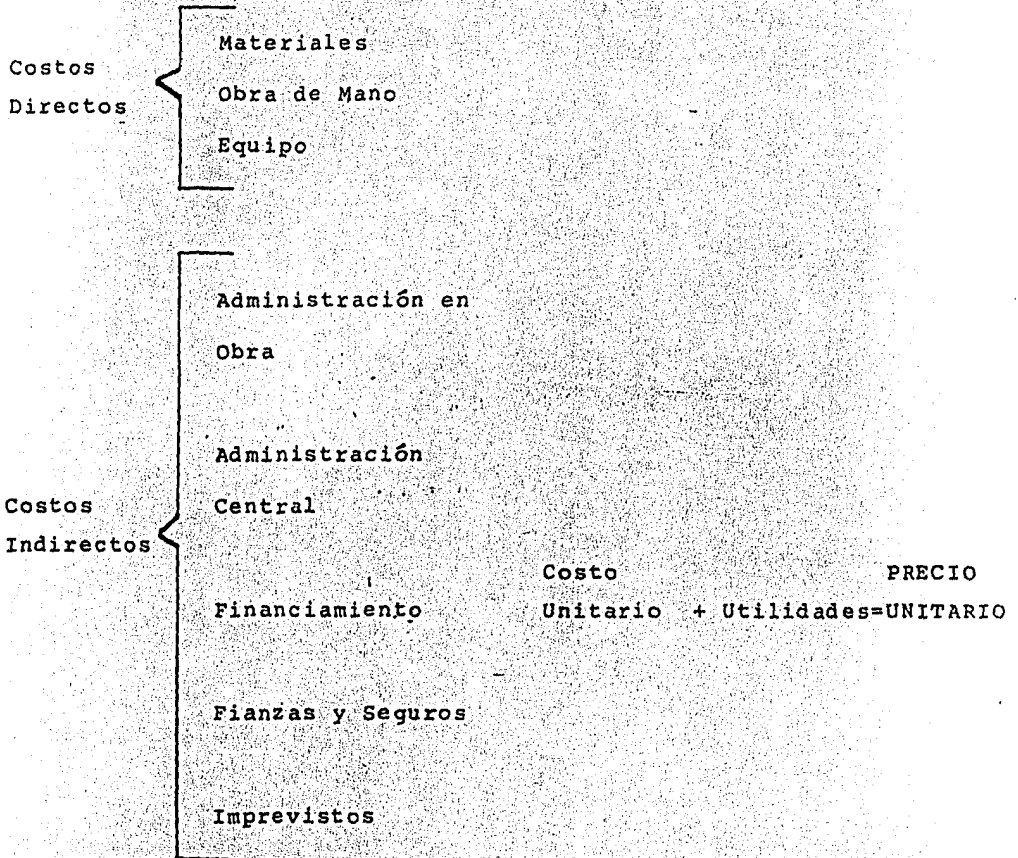 Costos
Directos
Materiales
Obra de Mano
Equipo
Costos
Indirectos
Administración en
Obra
Administración
Central
Financiamiento
Fianzas y Seguros
Imprevistos
Costo PRECIO
Unitario + Utilidades=UNITARIO